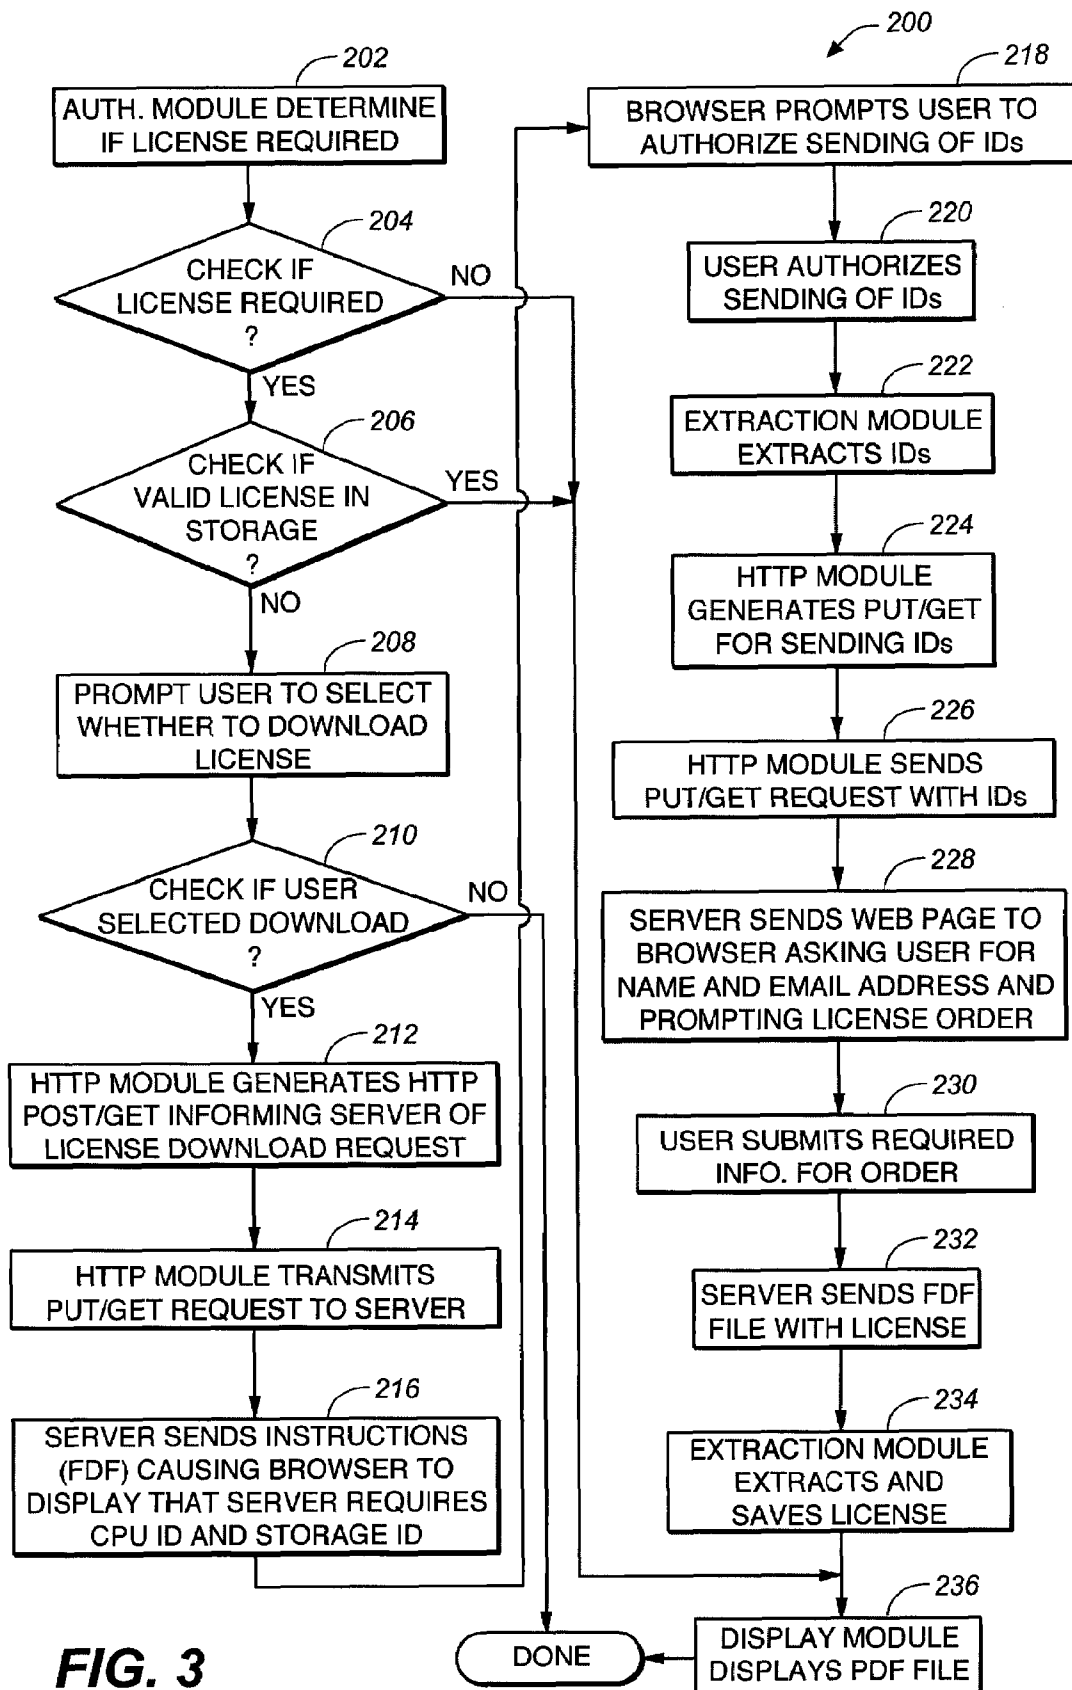 200
202
AUTH. MODULE DETERMINE
IF LICENSE REQUIRED
204
CHECK IF
LICENSE REQUIRED
?
NO
YES
206
CHECK IF
VALID LICENSE IN
STORAGE
?
YES
NO
208
PROMPT USER TO SELECT
WHETHER TO DOWNLOAD
LICENSE
210
CHECK IF USER
SELECTED DOWNLOAD
?
NO
YES
212
HTTP MODULE GENERATES HTTP
POST/GET INFORMING SERVER OF
LICENSE DOWNLOAD REQUEST
214
HTTP MODULE TRANSMITS
PUT/GET REQUEST TO SERVER
216
SERVER SENDS INSTRUCTIONS
(FDF) CAUSING BROWSER TO
DISPLAY THAT SERVER REQUIRES
CPU ID AND STORAGE ID
218
BROWSER PROMPTS USER TO
AUTHORIZE SENDING OF IDs
220
USER AUTHORIZES
SENDING OF IDs
222
EXTRACTION MODULE
EXTRACTS IDs
224
HTTP MODULE
GENERATES PUT/GET
FOR SENDING IDs
226
HTTP MODULE SENDS
PUT/GET REQUEST WITH IDs
228
SERVER SENDS WEB PAGE TO
BROWSER ASKING USER FOR
NAME AND EMAIL ADDRESS AND
PROMPTING LICENSE ORDER
230
USER SUBMITS REQUIRED
INFO. FOR ORDER
232
SERVER SENDS FDF
FILE WITH LICENSE
234
EXTRACTION MODULE
EXTRACTS AND
SAVES LICENSE
236
DISPLAY MODULE
DISPLAYS PDF FILE
DONE
FIG. 3